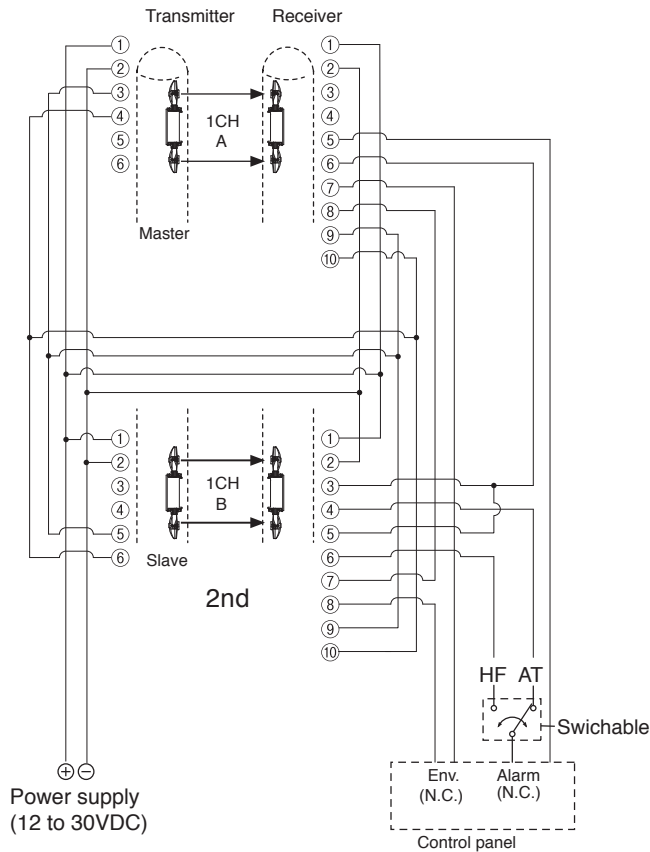 Transmitter Receiver
① ①
② ②
③ ③
④ ④
⑤ ⑤
⑥ ⑥
⑦
⑧
⑨
⑩
1CH
A
Master
① ①
② ②
③ ③
④ ④
⑤ ⑤
⑥ ⑥
⑦
⑧
⑨
⑩
1CH
B
Slave
2nd
HF AT
Swichable
⊕ ⊖
Power supply
(12 to 30VDC)
Env.
(N.C.)
Alarm
(N.C.)
Control panel